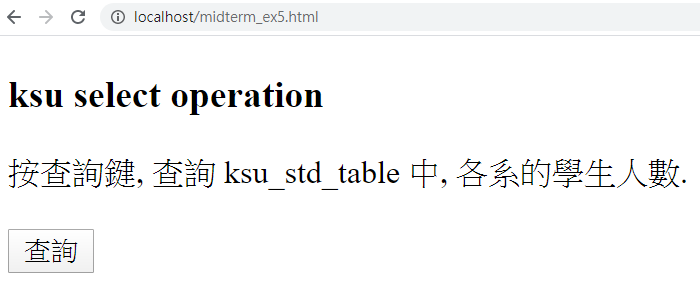 localhost/midterm_ex5.html
ksu select operation
按查詢鍵, 查詢 ksu_std_table 中, 各系的學生人數.
查詢